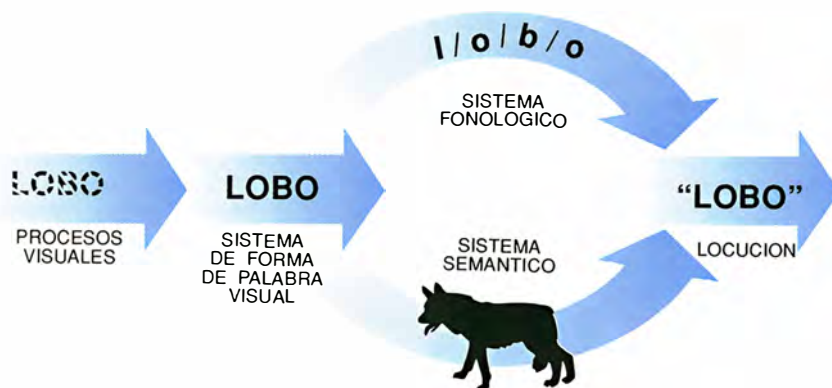 LOBO
PROCESOS
VISUALES
LOBO
SISTEMA
DE FORMA
DE PALABRA
VISUAL
l/o/b/o
SISTEMA
FONOLOGICO
SISTEMA
SEMANTICO
“LOBO”
LOCUCION